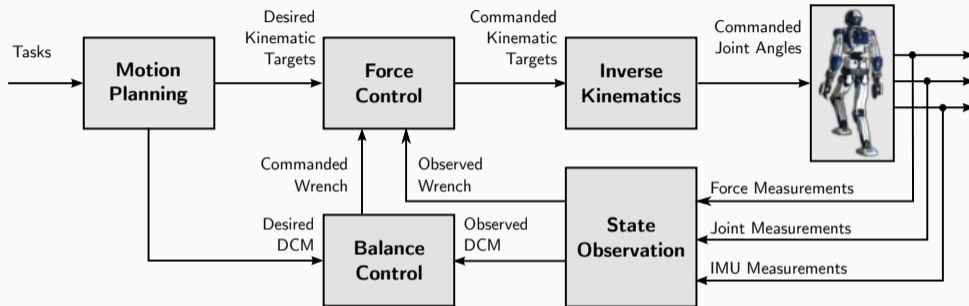 Tasks
Motion
Planning
Desired
Kinematic
Targets
Force
Control
Commanded
Kinematic
Targets
Inverse
Kinematics
Commanded
Joint Angles
Commanded
Wrench
Observed
Wrench
Desired
DCM
Balance
Control
Observed
DCM
State
Observation
Force Measurements
Joint Measurements
IMU Measurements